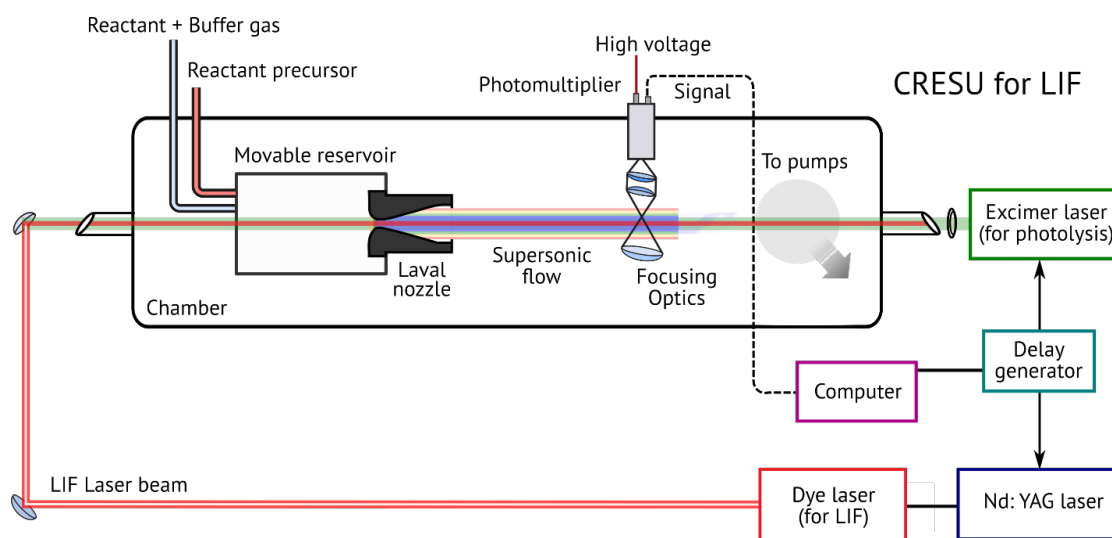 Reactant + Buffer gas
Reactant precursor
High voltage
Photomultiplier
Signal
CRESU for LIF
Movable reservoir
To pumps
Excimer laser
(for photolysis)
Laval
nozzle
Supersonic
flow
Focusing
Optics
Chamber
Delay
generator
Computer
LIF Laser beam
Dye laser
(for LIF)
Nd: YAG laser